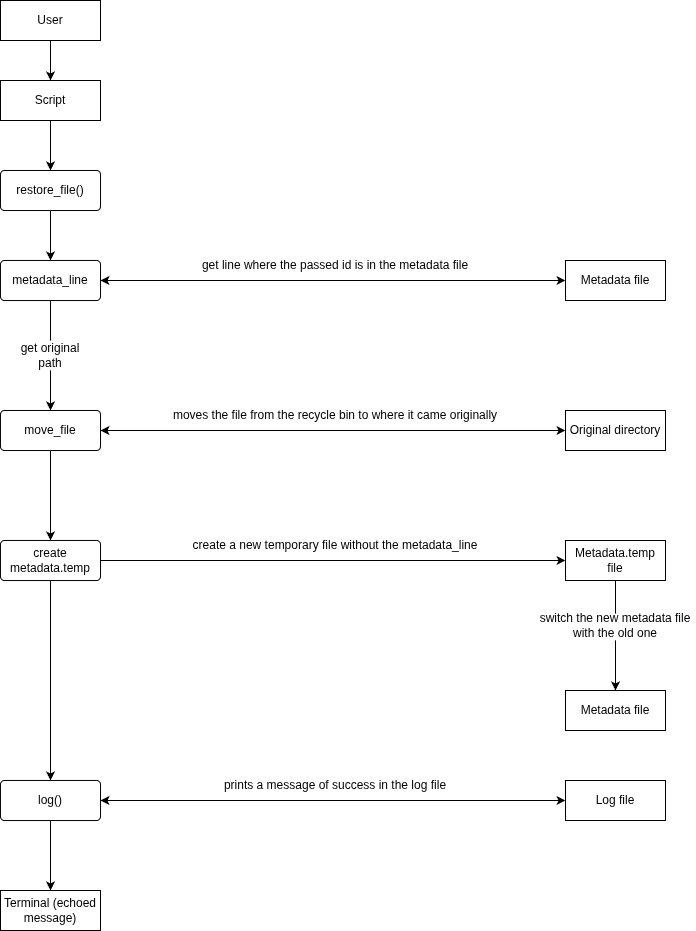 User
Script
restore_file()
get line where the passed id is in the metadata file
metadata_line
Metadata file
get original
path
moves the file from the recycle bin to where it came originally
move_file
Original directory
create a new temporary file without the metadata_line
create
metadata.temp
Metadata.temp
file
switch the new metadata file
with the old one
Metadata file
prints a message of success in the log file
log()
Log file
Terminal (echoed
message)